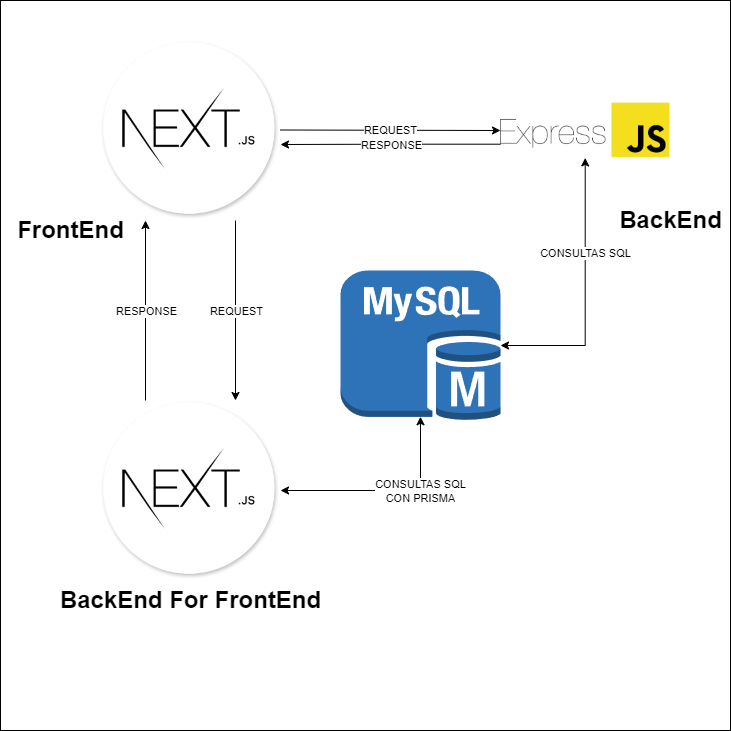 NEXT.JS
REQUEST
RESPONSE
Express
JS
FrontEnd
BackEnd
CONSULTAS SQL
MySQL
M
RESPONSE
REQUEST
NEXT.JS
CONSULTAS SQL
CON PRISMA
BackEnd For FrontEnd